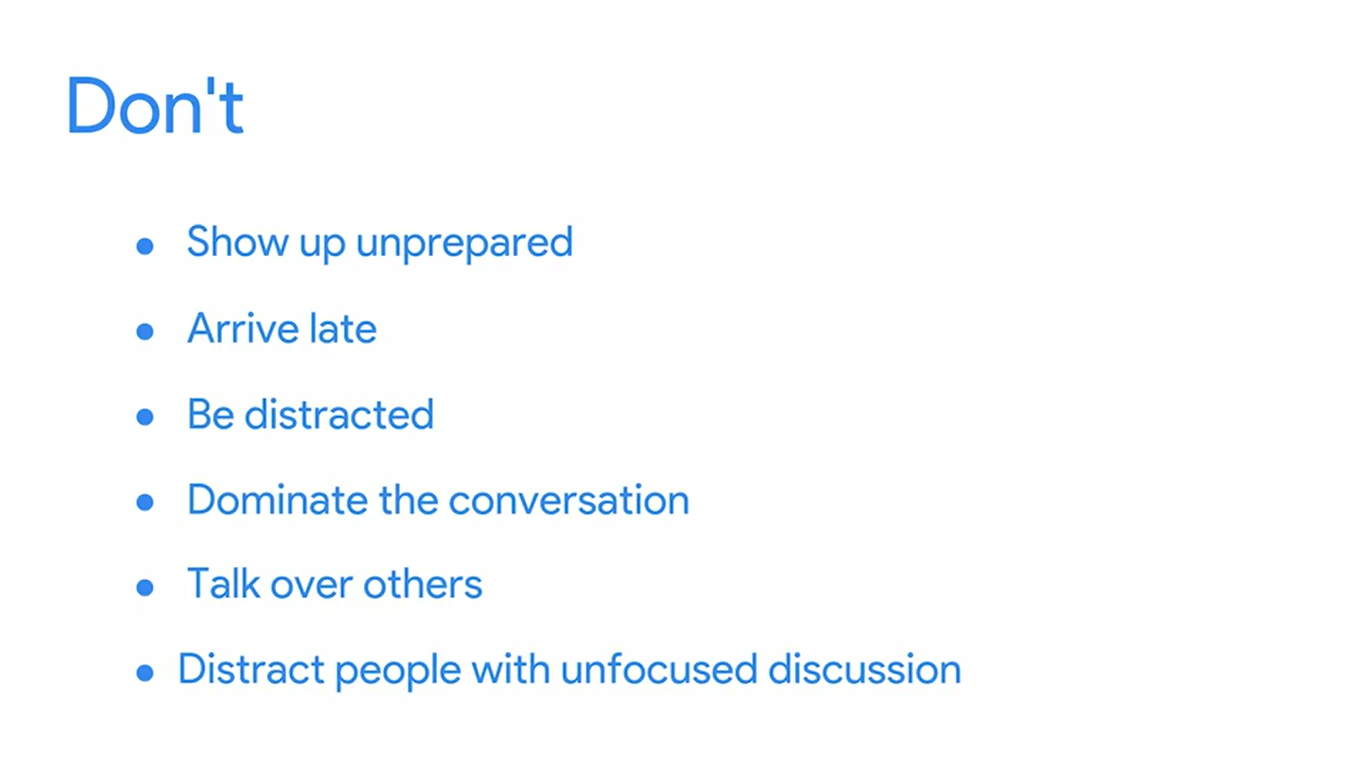 Don't
● Show up unprepared
● Arrive late
● Be distracted
● Dominate the conversation
● Talk over others
● Distract people with unfocused discussion